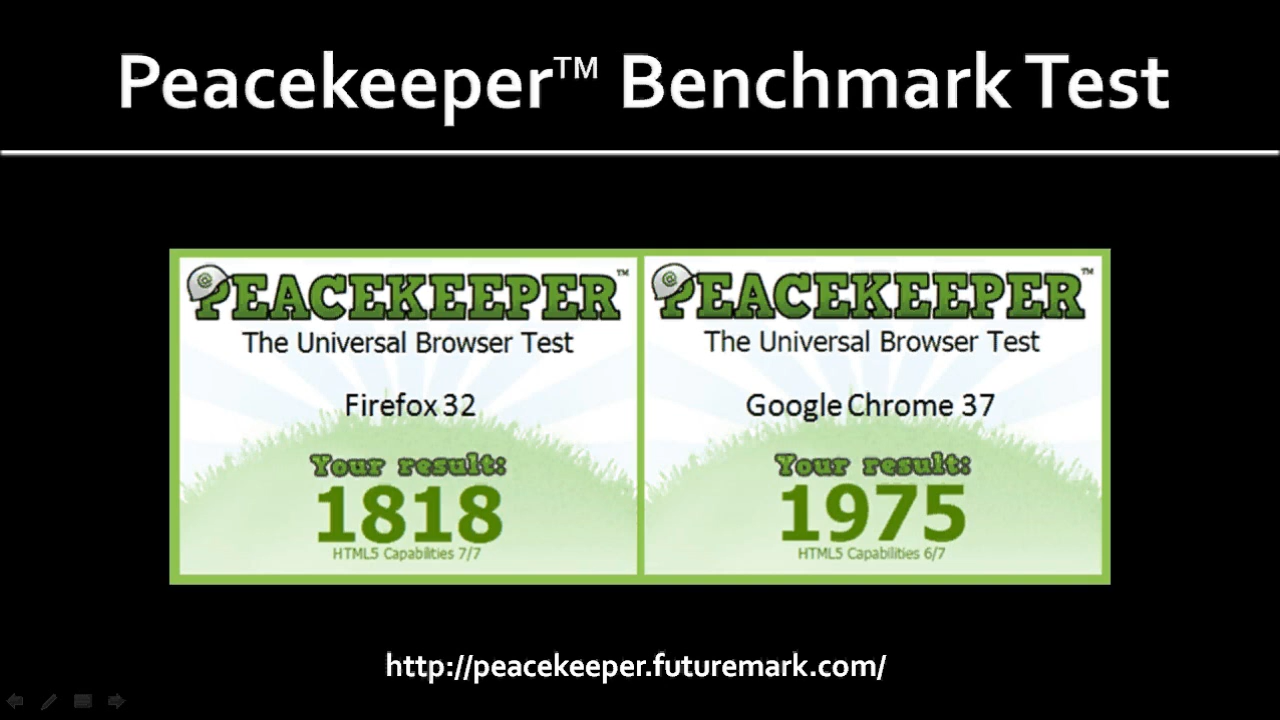 Peacekeeper™ Benchmark Test
PEACEKEEPER™
The Universal Browser Test
Firefox 32
Your result:
1818
HTML5 Capabilities 7/7
PEACEKEEPER™
The Universal Browser Test
Google Chrome 37
Your result:
1975
HTML5 Capabilities 6/7
http://peacekeeper.futuremark.com/